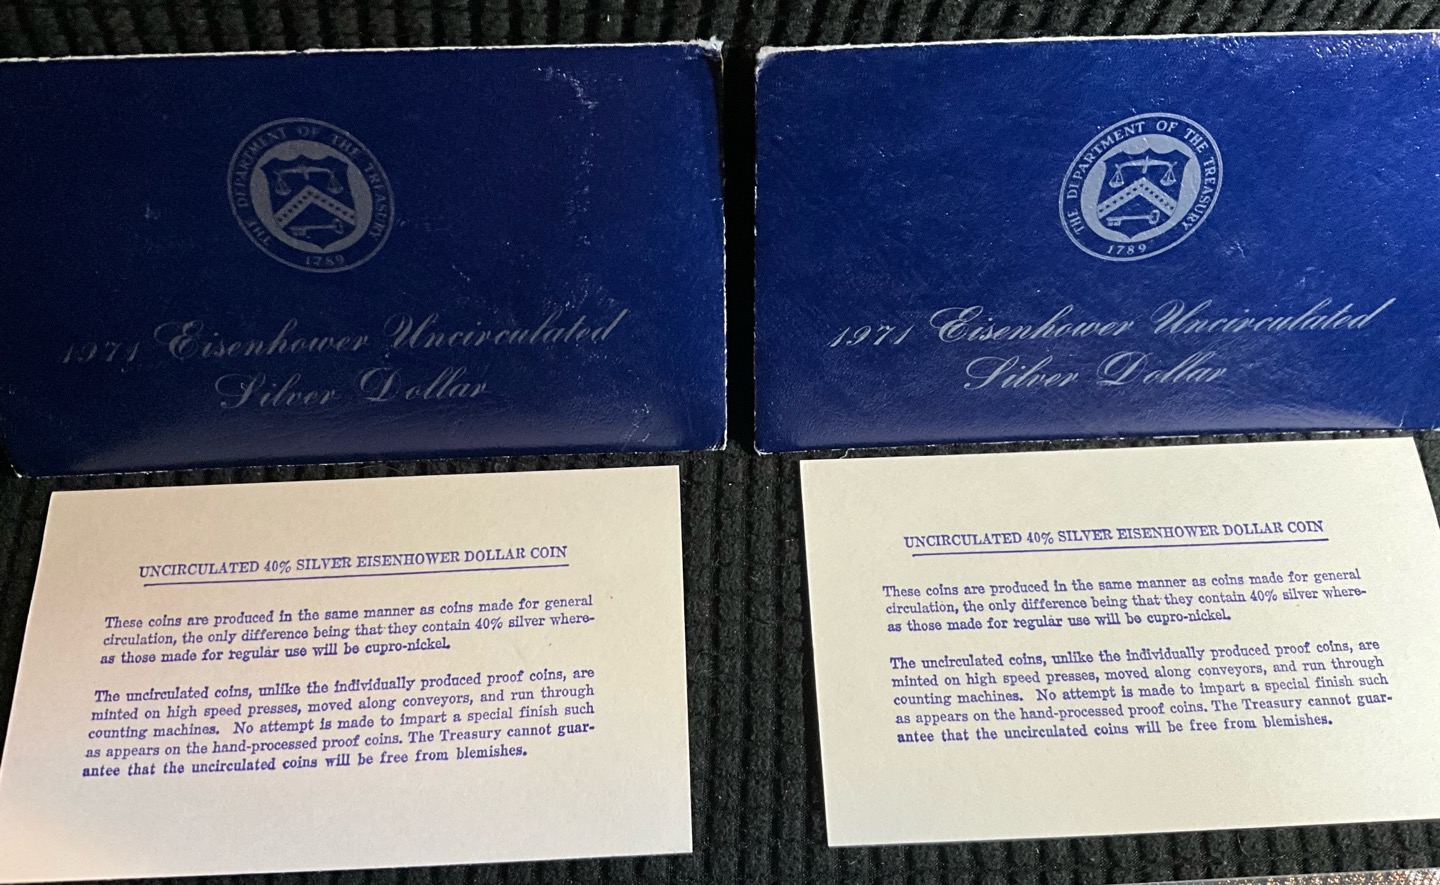 THE DEPARTMENT OF THE TREASURY
1789
1971 Eisenhower Uncirculated
Silver Dollar
THE DEPARTMENT OF THE TREASURY
1789
1971 Eisenhower Uncirculated
Silver Dollar
UNCIRCULATED 40% SILVER EISENHOWER DOLLAR COIN
These coins are produced in the same manner as coins made for general
circulation, the only difference being that they contain 40% silver where-
as those made for regular use will be cupro-nickel.
The uncirculated coins, unlike the individually produced proof coins, are
minted on high speed presses, moved along conveyors, and run through
counting machines. No attempt is made to impart a special finish such
as appears on the hand-processed proof coins. The Treasury cannot guar-
antee that the uncirculated coins will be free from blemishes.
UNCIRCULATED 40% SILVER EISENHOWER DOLLAR COIN
These coins are produced in the same manner as coins made for general
circulation, the only difference being that they contain 40% silver where-
as those made for regular use will be cupro-nickel.
The uncirculated coins, unlike the individually produced proof coins, are
minted on high speed presses, moved along conveyors, and run through
counting machines. No attempt is made to impart a special finish such
as appears on the hand-processed proof coins. The Treasury cannot guar-
antee that the uncirculated coins will be free from blemishes.